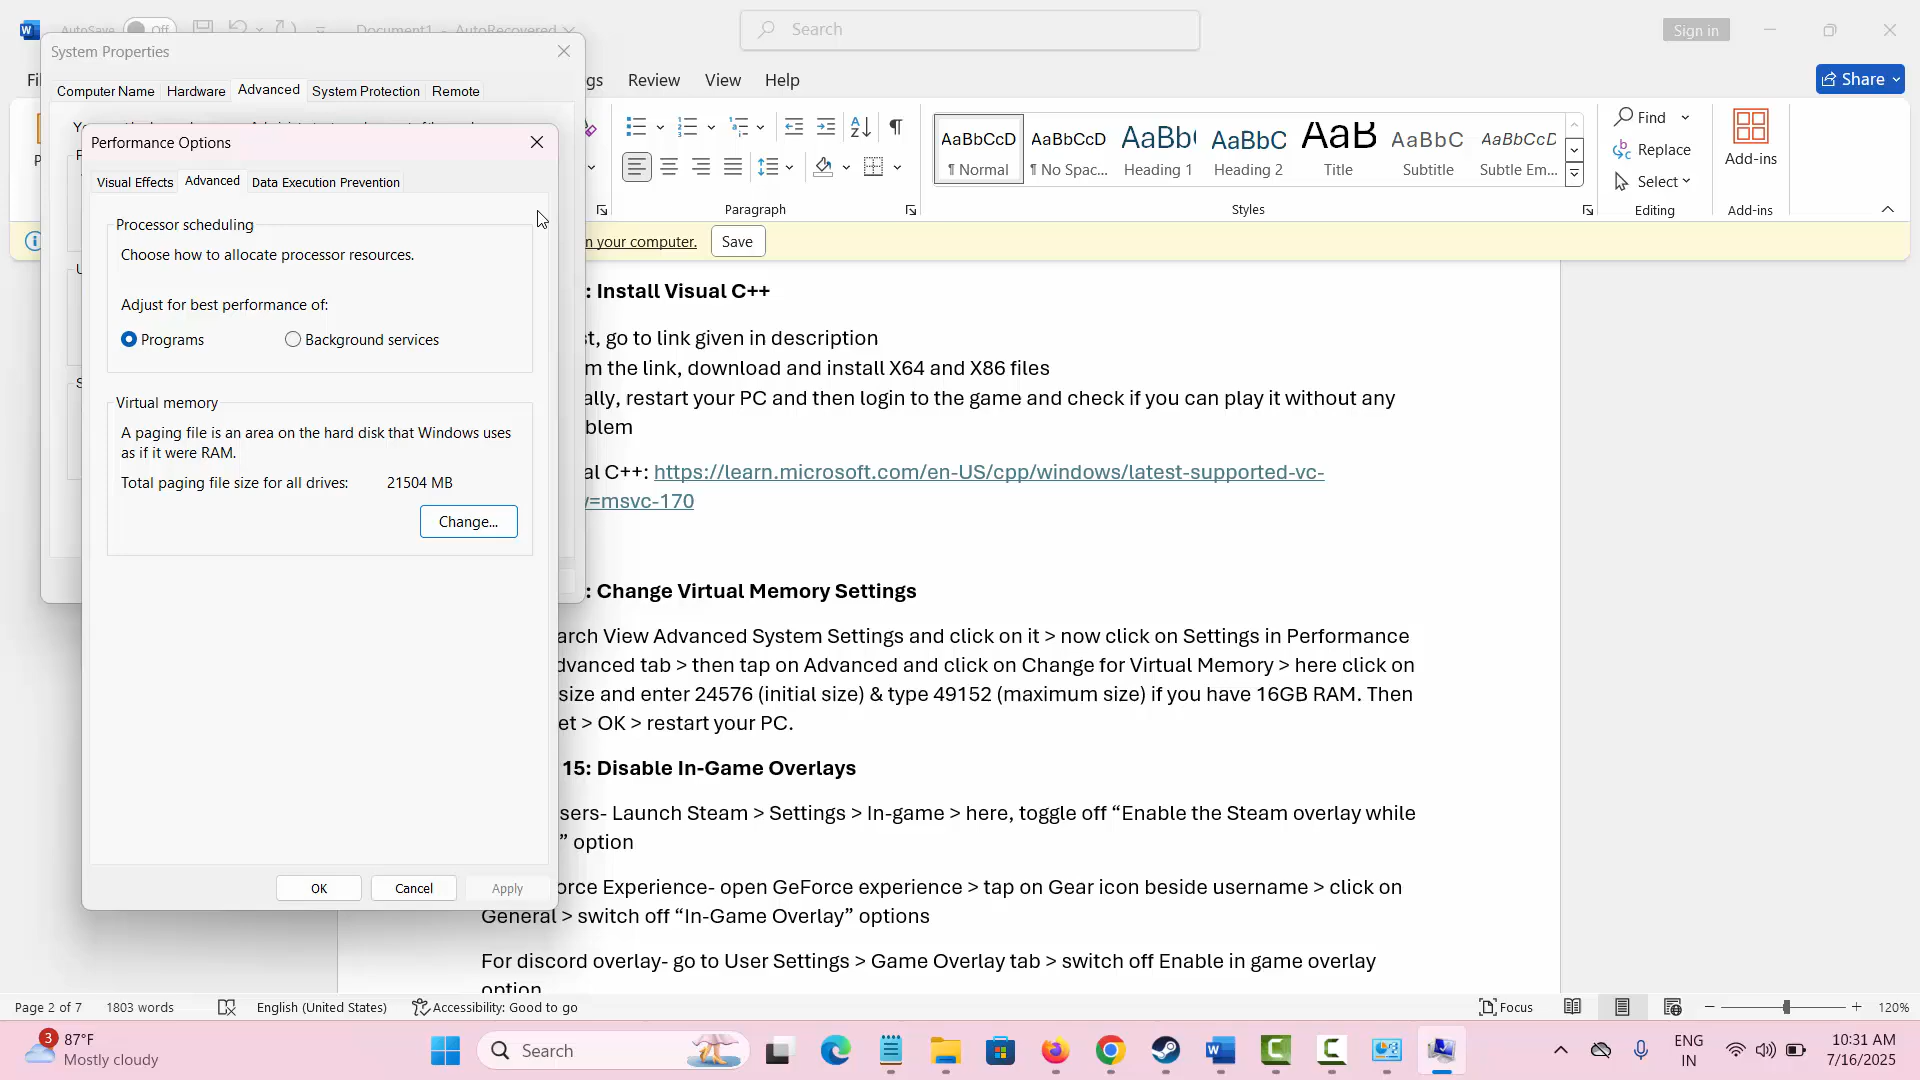 AutoSave Off Document1 - AutoRecovered
Search
Sign in
System Properties
Computer Name Hardware Advanced System Protection Remote
Review View Help
Share
Performance Options
Visual Effects Advanced Data Execution Prevention
Processor scheduling
Choose how to allocate processor resources.
Adjust for best performance of:
Programs Background services
Virtual memory
A paging file is an area on the hard disk that Windows uses
as if it were RAM.
Total paging file size for all drives: 21504 MB
Change...
OK Cancel Apply
AaBbCcD
¶ Normal
AaBbCcD
¶ No Spac...
AaBb(
Heading 1
AaBbC
Heading 2
AaB
Title
AaBbC
Subtitle
AaBbCcD
Subtle Em...
Find
Replace
Select
Add-ins
Paragraph Styles Editing Add-ins
your computer. Save
: Install Visual C++
st, go to link given in description
m the link, download and install X64 and X86 files
ally, restart your PC and then login to the game and check if you can play it without any
blem
al C++: https://learn.microsoft.com/en-US/cpp/windows/latest-supported-vc-
=msvc-170
: Change Virtual Memory Settings
arch View Advanced System Settings and click on it > now click on Settings in Performance
dvanced tab > then tap on Advanced and click on Change for Virtual Memory > here click on
size and enter 24576 (initial size) & type 49152 (maximum size) if you have 16GB RAM. Then
et > OK > restart your PC.
15: Disable In-Game Overlays
sers- Launch Steam > Settings > In-game > here, toggle off “Enable the Steam overlay while
” option
orce Experience- open GeForce experience > tap on Gear icon beside username > click on
General > switch off “In-Game Overlay” options
For discord overlay- go to User Settings > Game Overlay tab > switch off Enable in game overlay
option
Page 2 of 7 1803 words English (United States) Accessibility: Good to go Focus 120%
3 87°F
Mostly cloudy
Search
ENG
IN
10:31 AM
7/16/2025